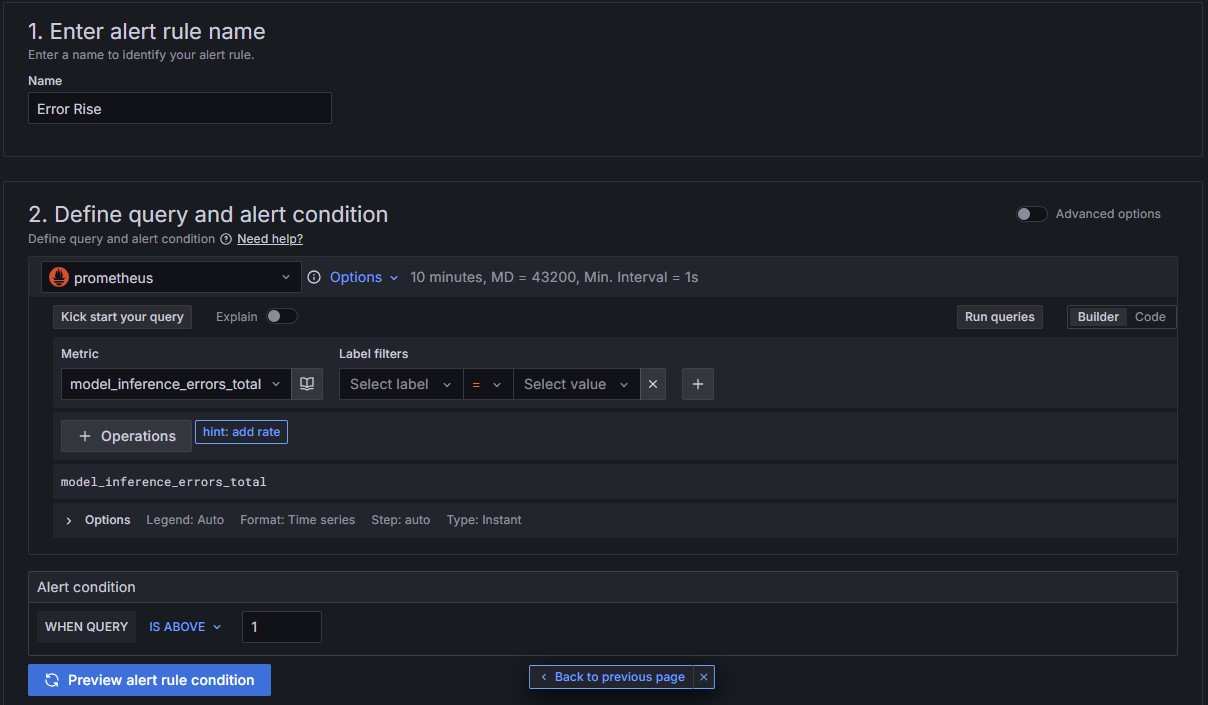 1. Enter alert rule name
Enter a name to identify your alert rule.
Name
Error Rise
2. Define query and alert condition
Advanced options
Define query and alert condition Need help?
prometheus Options 10 minutes, MD = 43200, Min. Interval = 1s
Kick start your query Explain Run queries Builder Code
Metric Label filters
model_inference_errors_total Select label = Select value
+ Operations hint: add rate
model_inference_errors_total
Options Legend: Auto Format: Time series Step: auto Type: Instant
Alert condition
WHEN QUERY IS ABOVE 1
Preview alert rule condition Back to previous page